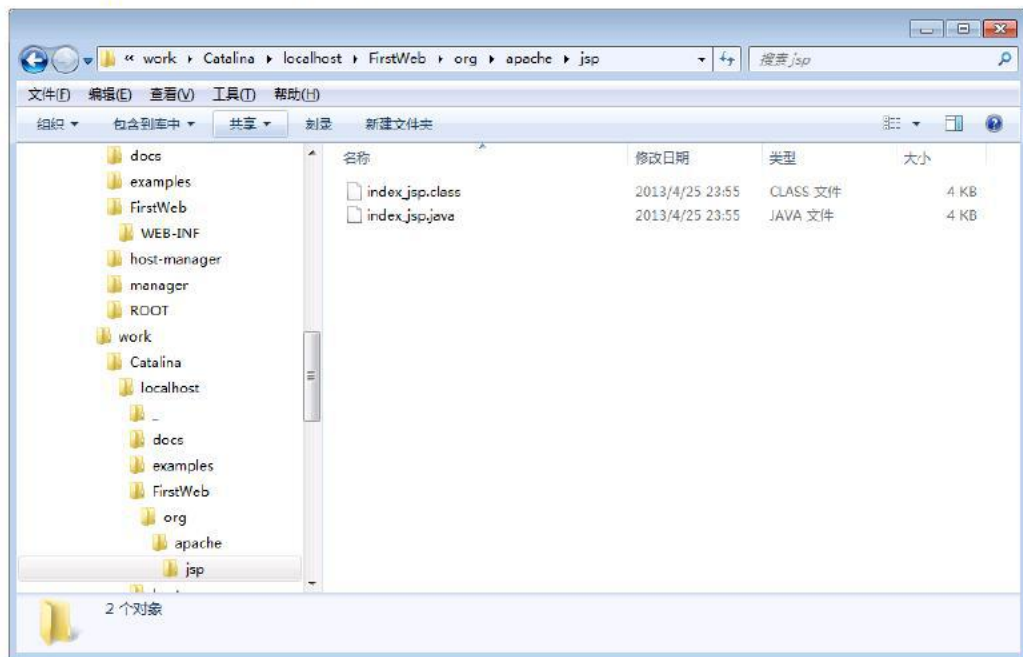 « work ▸ Catalina ▸ localhost ▸ FirstWeb ▸ org ▸ apache ▸ jsp
搜索 jsp
文件(F) 编辑(E) 查看(V) 工具(T) 帮助(H)
组织 包含到库中 共享 刻录 新建文件夹
docs
examples
FirstWeb
WEB-INF
host-manager
manager
ROOT
work
Catalina
localhost
_
docs
examples
FirstWeb
org
apache
jsp
名称 修改日期 类型 大小
index_jsp.class 2013/4/25 23:55 CLASS 文件 4 KB
index_jsp.java 2013/4/25 23:55 JAVA 文件 4 KB
2 个对象